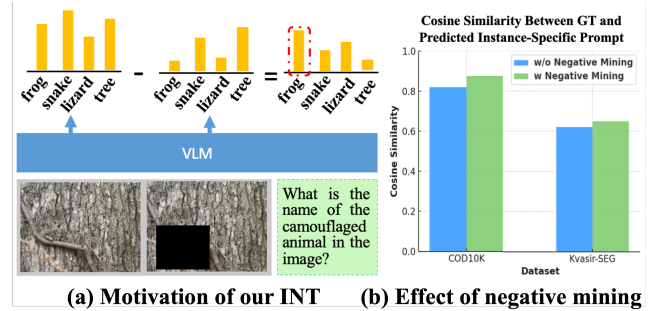 frog snake lizard tree
-
frog snake lizard tree
=
frog snake lizard tree
VLM
What is the
name of the
camouflaged
animal in the
image?
(a) Motivation of our INT
Cosine Similarity Between GT and
Predicted Instance-Specific Prompt
w/o Negative Mining
w Negative Mining
1.0
0.8
0.6
0.4
0.2
0.0
Cosine Similarity
COD10K
Kvasir-SEG
Dataset
(b) Effect of negative mining